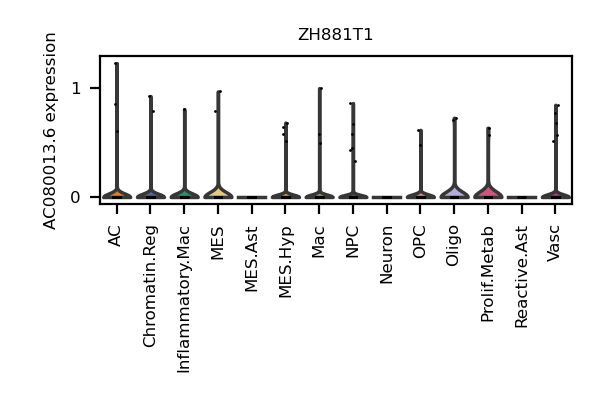 ZH881T1
AC080013.6 expression
1
0
AC
Chromatin.Reg
Inflammatory.Mac
MES
MES.Ast
MES.Hyp
Mac
NPC
Neuron
OPC
Oligo
Prolif.Metab
Reactive.Ast
Vasc